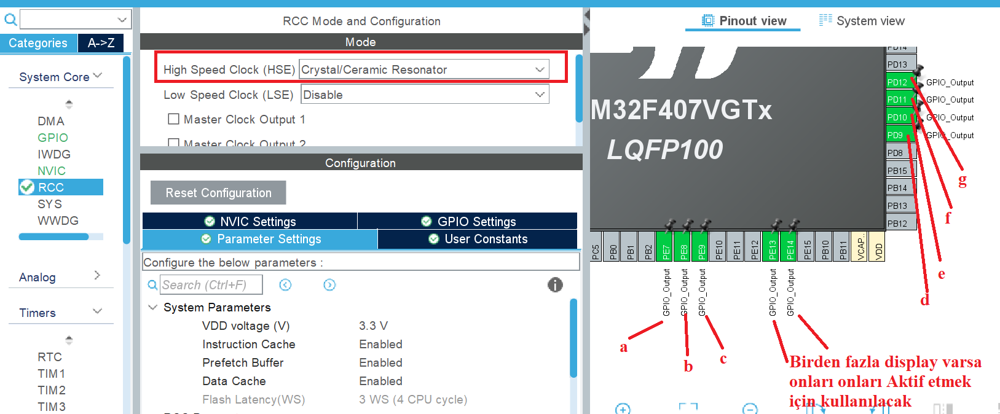 Categories
A->Z
System Core
DMA
GPIO
IWDG
NVIC
RCC
SYS
WWDG
Analog
Timers
RTC
TIM1
TIM2
TIM3
RCC Mode and Configuration
Mode
High Speed Clock (HSE)
Crystal/Ceramic Resonator
Low Speed Clock (LSE)
Disable
Master Clock Output 1
Master Clock Output 2
Configuration
Reset Configuration
NVIC Settings
GPIO Settings
Parameter Settings
User Constants
Configure the below parameters :
Search (Ctrl+F)
System Parameters
VDD voltage (V)
3.3 V
Instruction Cache
Enabled
Prefetch Buffer
Enabled
Data Cache
Enabled
Flash Latency(WS)
3 WS (4 CPU cycle)
Pinout view
System view
PD14
PD13
PD12
GPIO_Output
PD11
GPIO_Output
PD10
GPIO_Output
PD9
GPIO_Output
PD8
PB15
PB14
PB13
PB12
M32F407VGTx
LQFP100
PC5
PB0
PB1
PB2
PE7
PE8
PE9
PE10
PE11
PE12
PE13
PE14
PE15
PB10
PB11
VCAP...
VDD
GPIO_Output
GPIO_Output
GPIO_Output
GPIO_Output
GPIO_Output
g
f
e
d
a
b
c
Birden fazla display varsa
onları onları Aktif etmek
için kullanılacak